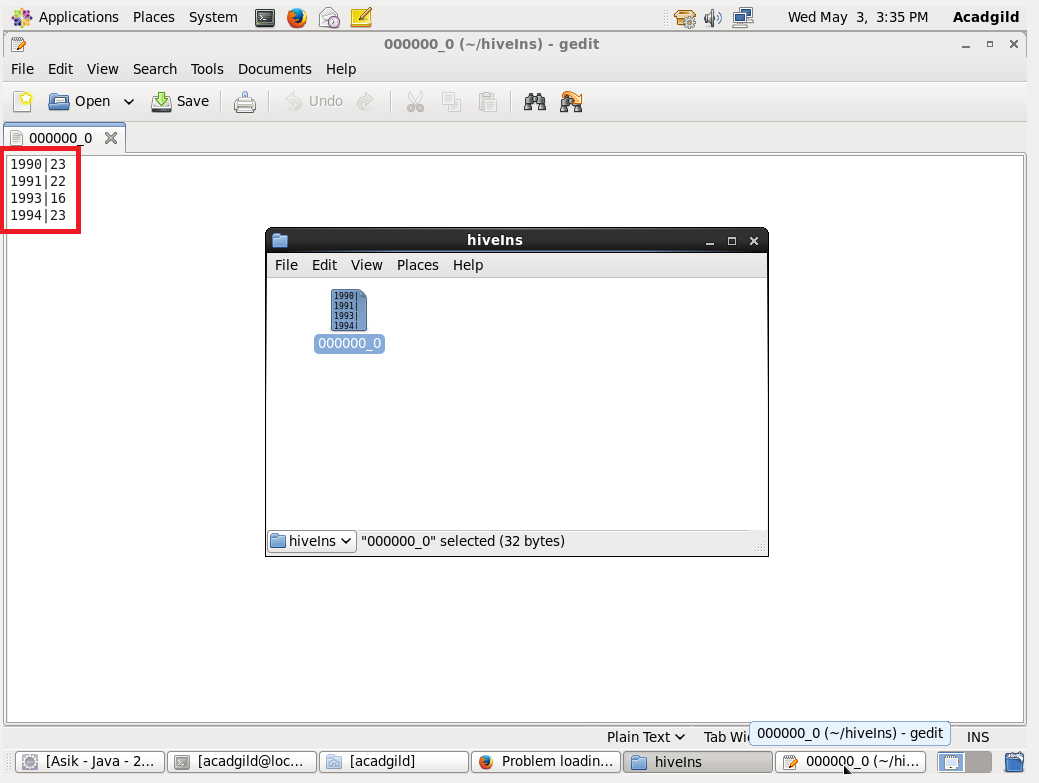 Applications Places System Wed May 3, 3:35 PM Acadgild
000000_0 (~/hiveIns) - gedit
File Edit View Search Tools Documents Help
Open Save Undo
000000_0
1990|23
1991|22
1993|16
1994|23
hiveIns
File Edit View Places Help
1990|
1991|
1993|
1994|
000000_0
hiveIns "000000_0" selected (32 bytes)
Plain Text Tab Wi INS
000000_0 (~/hiveIns) - gedit
[Asik - Java - 2... [acadgild@loc... [acadgild] Problem loadin... hiveIns 000000_0 (~/hi...